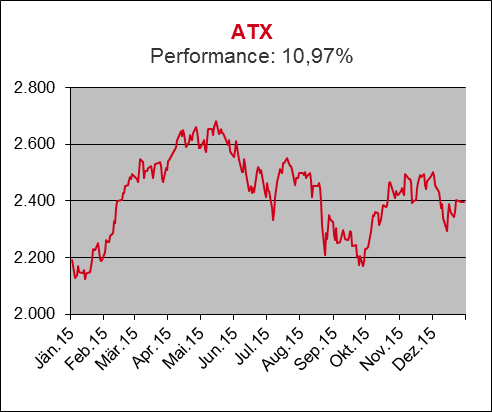 ATX
Performance: 10,97%
2.800
2.600
2.400
2.200
2.000
Jän.15
Feb.15
Mär.15
Apr.15
Mai.15
Jun.15
Jul.15
Aug.15
Sep.15
Okt.15
Nov.15
Dez.15